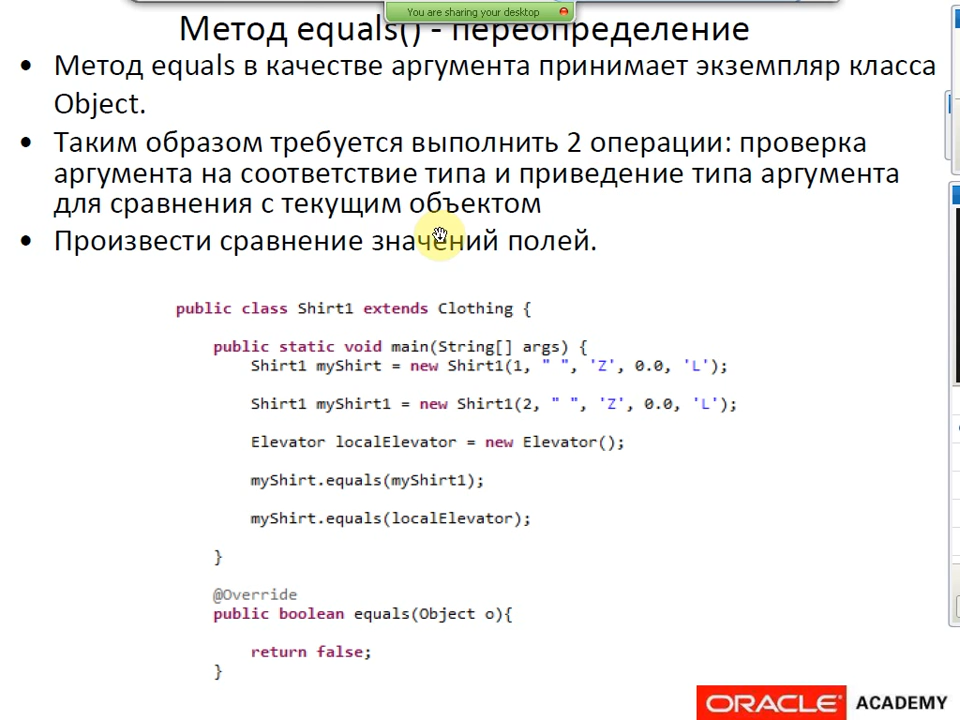 You are sharing your desktop
Метод equals() - переопределение
• Метод equals в качестве аргумента принимает экземпляр класса
Object.
• Таким образом требуется выполнить 2 операции: проверка
аргумента на соответствие типа и приведение типа аргумента
для сравнения с текущим объектом
• Произвести сравнение значений полей.
public class Shirt1 extends Clothing {
public static void main(String[] args) {
Shirt1 myShirt = new Shirt1(1, " ", 'Z', 0.0, 'L');
Shirt1 myShirt1 = new Shirt1(2, " ", 'Z', 0.0, 'L');
Elevator localElevator = new Elevator();
myShirt.equals(myShirt1);
myShirt.equals(localElevator);
}
@Override
public boolean equals(Object o){
return false;
}
ORACLE ACADEMY